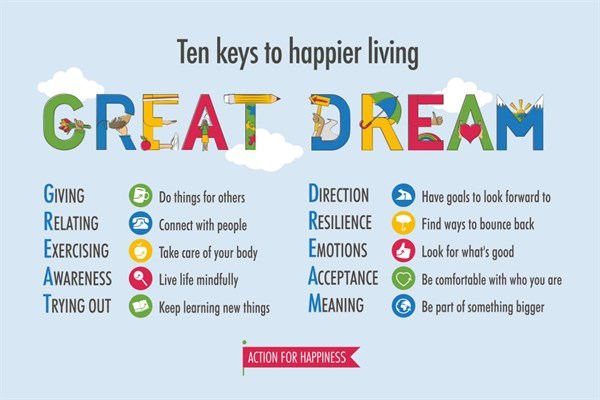 Ten keys to happier living
GREAT DREAM
GIVING Do things for others
RELATING Connect with people
EXERCISING Take care of your body
AWARENESS Live life mindfully
TRYING OUT Keep learning new things
DIRECTION Have goals to look forward to
RESILIENCE Find ways to bounce back
EMOTIONS Look for what's good
ACCEPTANCE Be comfortable with who you are
MEANING Be part of something bigger
ACTION FOR HAPPINESS